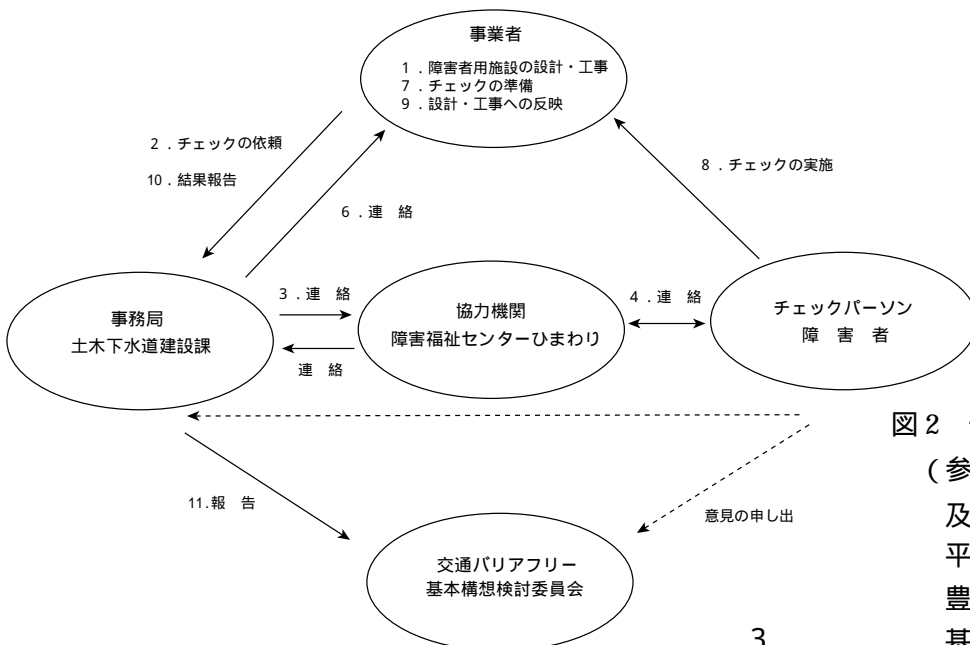 事業者
1．障害者用施設の設計・工事
7．チェックの準備
9．設計・工事への反映
2．チェックの依頼
10．結果報告
6．連　絡
8．チェックの実施
事務局
土木下水道建設課
3．連　絡
連　絡
協力機関
障害福祉センターひまわり
4．連　絡
チェックパーソン
障　害　者
11.報　告
意見の申し出
交通バリアフリー
基本構想検討委員会
図2
（参
及
平
豊
3